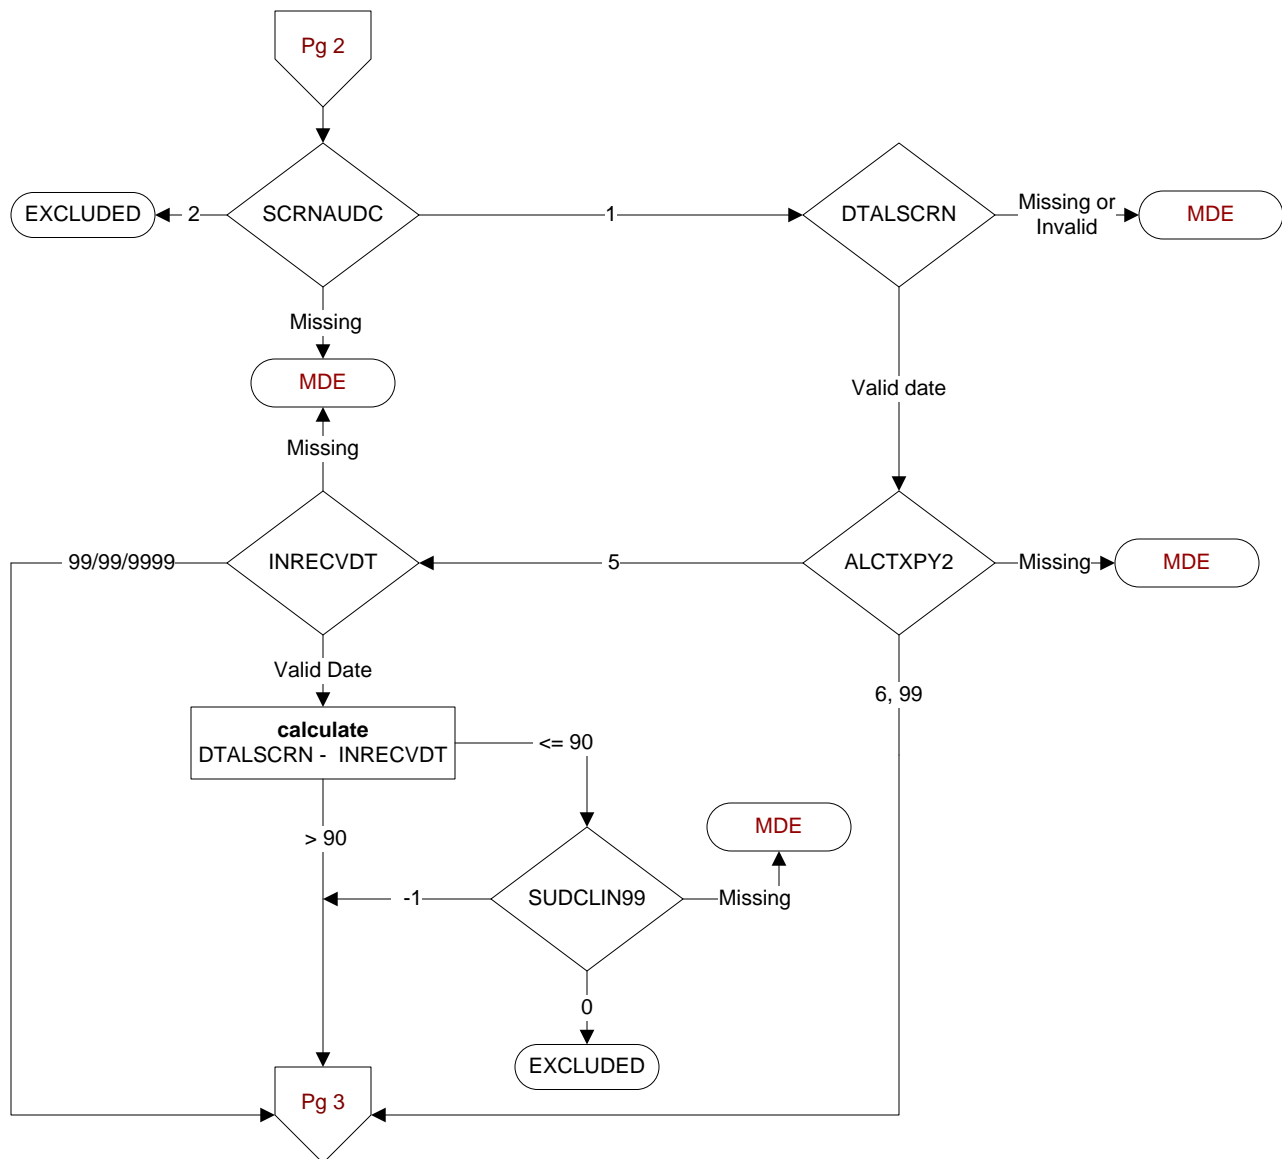 Pg 2
SCRNAUDC
EXCLUDED
2
1
DTALSCRN
Missing or
Invalid
MDE
Missing
MDE
Valid date
Missing
INRECVDT
99/99/9999
5
ALCTXPY2
Missing
MDE
Valid Date
6, 99
calculate
DTALSCRN - INRECVDT
<= 90
> 90
MDE
SUDCLIN99
-1
Missing
0
EXCLUDED
Pg 3